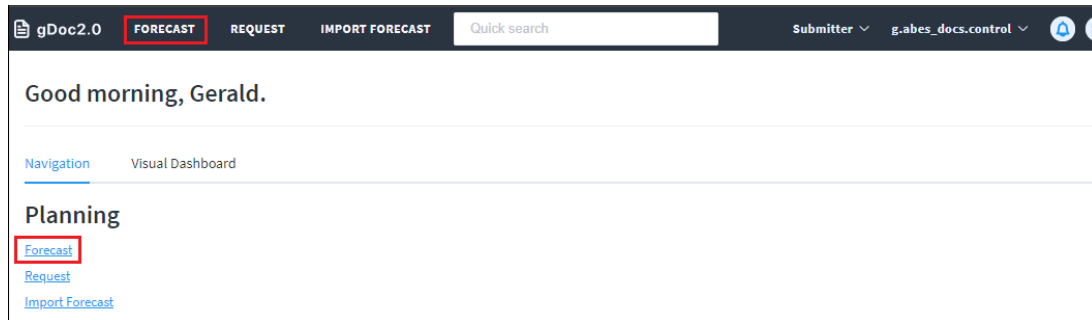 gDoc2.0 FORECAST REQUEST IMPORT FORECAST Quick search Submitter g.abes_docs.control
Good morning, Gerald.
Navigation Visual Dashboard
Planning
Forecast
Request
Import Forecast